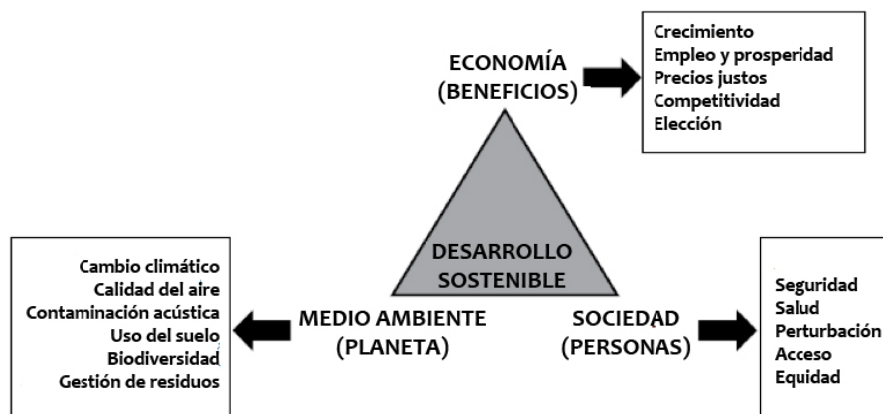 ECONOMÍA
(BENEFICIOS)
Crecimiento
Empleo y prosperidad
Precios justos
Competitividad
Elección
DESARROLLO
SOSTENIBLE
Cambio climático
Calidad del aire
Contaminación acústica
Uso del suelo
Biodiversidad
Gestión de residuos
MEDIO AMBIENTE
(PLANETA)
SOCIEDAD
(PERSONAS)
Seguridad
Salud
Perturbación
Acceso
Equidad